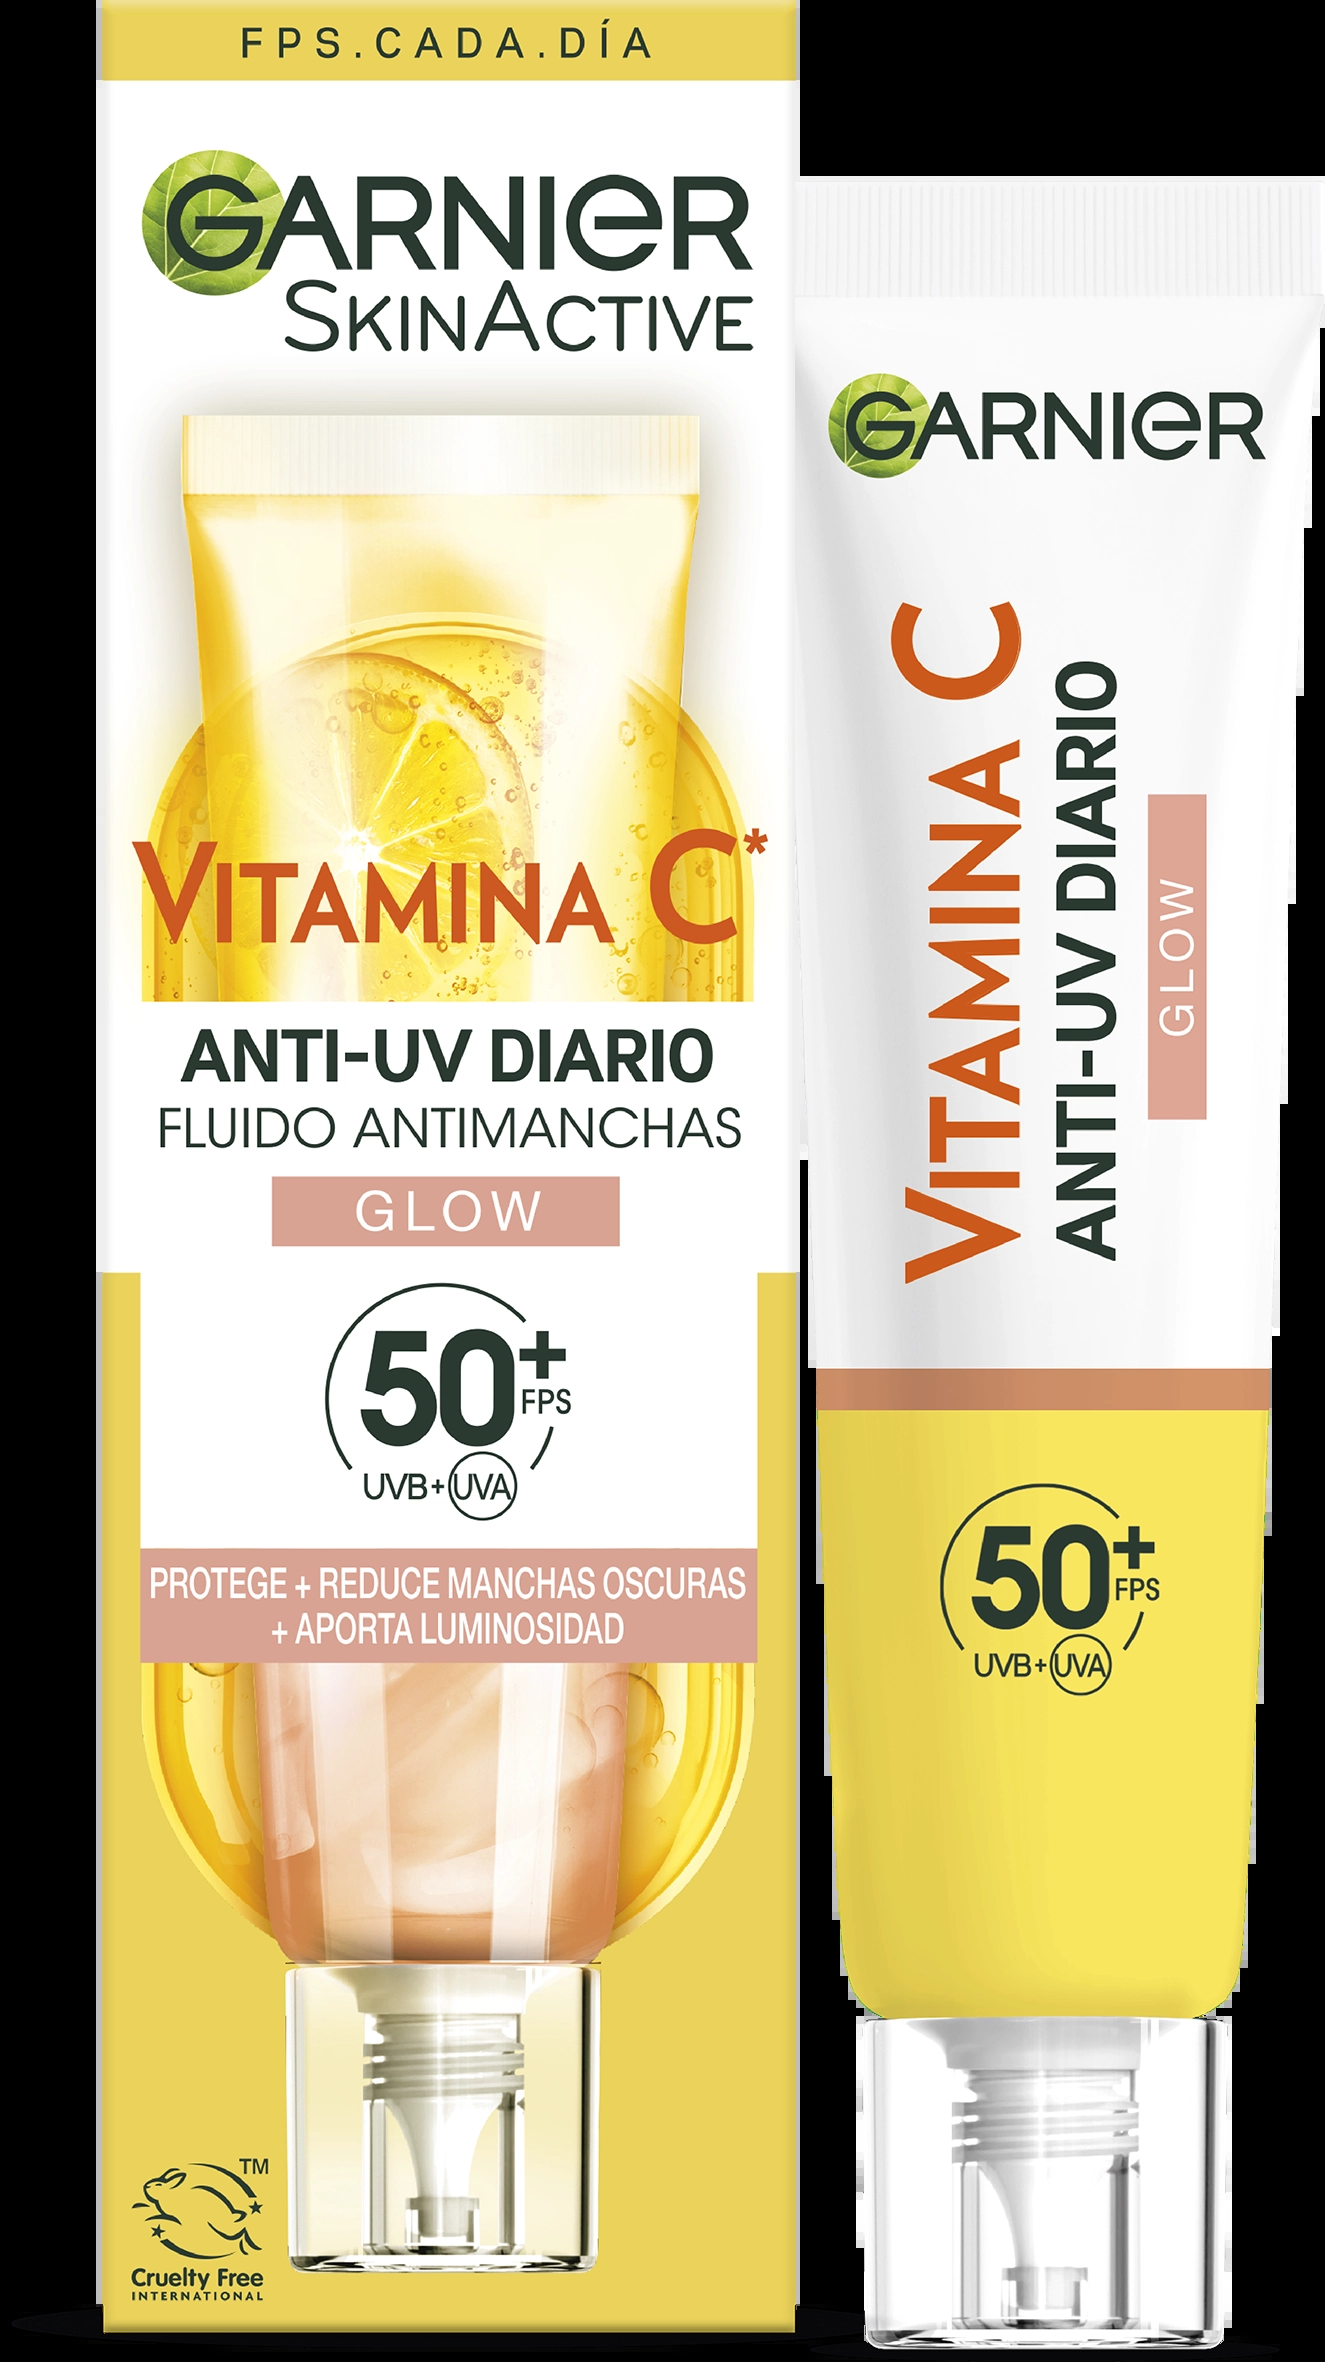 FPS.CADA.DÍA
GARNIER
SKINACTIVE
VITAMINA C*
ANTI-UV DIARIO
FLUIDO ANTIMANCHAS
GLOW
50+
FPS
UVB+UVA
PROTEGE + REDUCE MANCHAS OSCURAS
+ APORTA LUMINOSIDAD
TM
Cruelty Free
INTERNATIONAL
GARNIER
VITAMINA C
ANTI-UV DIARIO
GLOW
50+
FPS
UVB+UVA